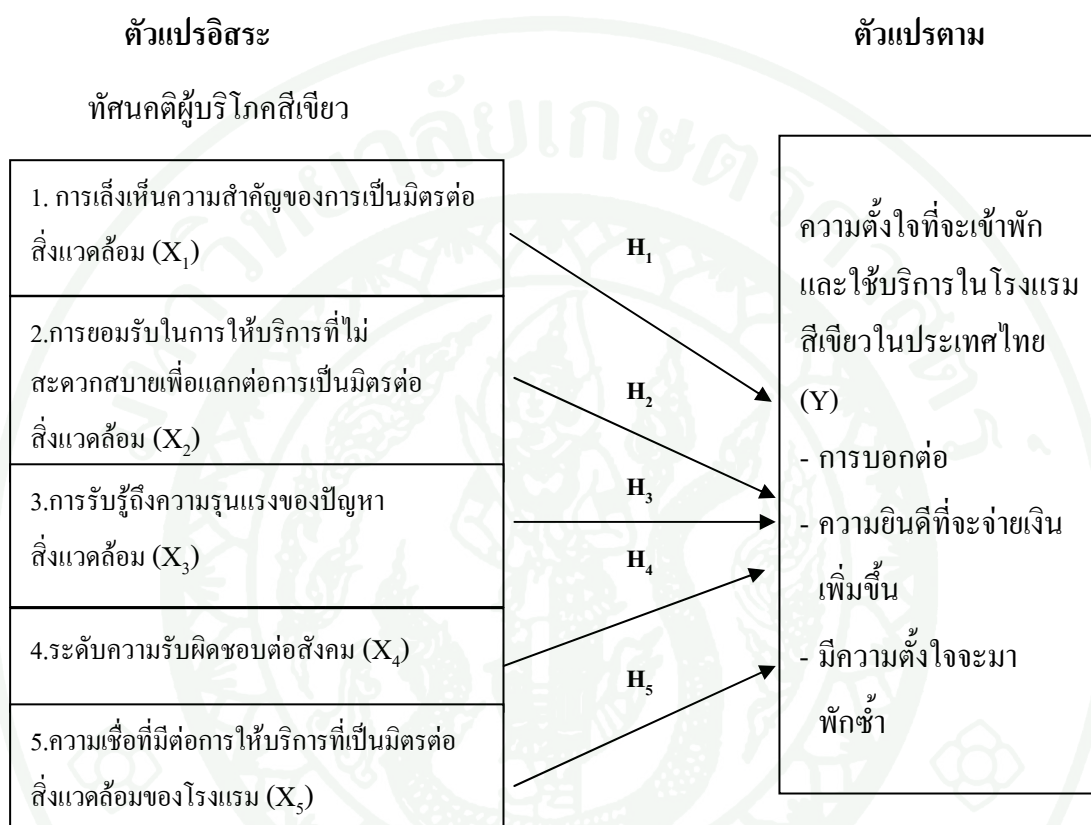 ตัวแปรอิสระ
ตัวแปรตาม
ทัศนคติผู้บริโภคสีเขียว
1. การเล็งเห็นความสำคัญของการเป็นมิตรต่อ
สิ่งแวดล้อม (X₁)
2.การยอมรับในการให้บริการที่ไม่
สะดวกสบายเพื่อแลกต่อการเป็นมิตรต่อ
สิ่งแวดล้อม (X₂)
3.การรับรู้ถึงความรุนแรงของปัญหา
สิ่งแวดล้อม (X₃)
4.ระดับความรับผิดชอบต่อสังคม (X₄)
5.ความเชื่อที่มีต่อการให้บริการที่เป็นมิตรต่อ
สิ่งแวดล้อมของโรงแรม (X₅)
H₁
H₂
H₃
H₄
H₅
ความตั้งใจที่จะเข้าพัก
และใช้บริการในโรงแรม
สีเขียวในประเทศไทย
(Y)
- การบอกต่อ
- ความยินดีที่จะจ่ายเงิน
เพิ่มขึ้น
- มีความตั้งใจจะมา
พักซ้ำ